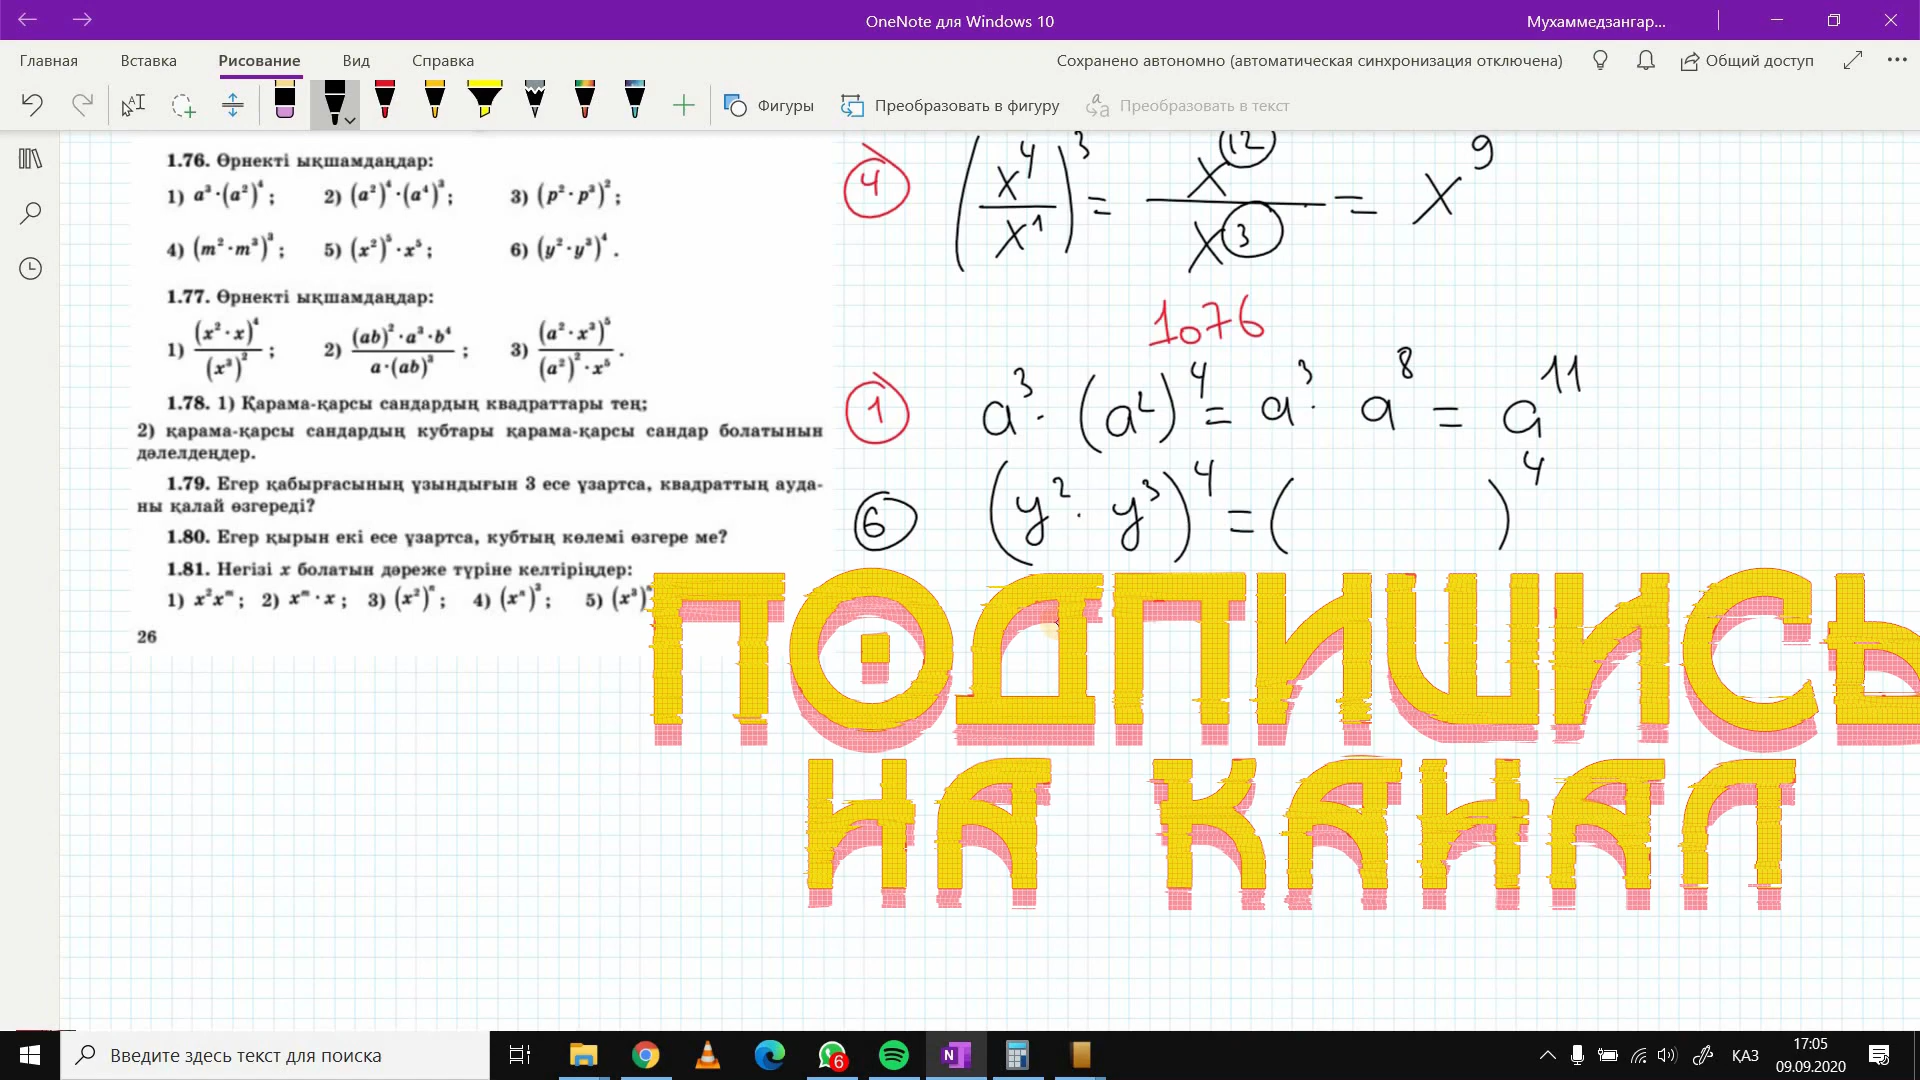 OneNote для Windows 10
Мухаммедзангар...
Главная Вставка Рисование Вид Справка
Сохранено автономно (автоматическая синхронизация отключена)
Общий доступ
Фигуры Преобразовать в фигуру Преобразовать в текст
1.76. Өрнекті ықшамдаңдар:
1) a³·(a²)⁴; 2) (a²)⁴·(a⁴)³; 3) (p²·p³)²;
4) (m²·m³)³; 5) (x²)⁵·x⁵; 6) (y²·y³)⁴.
1.77. Өрнекті ықшамдаңдар:
1) (x²·x)⁴/(x³)²; 2) (ab)²·a³·b⁴/a·(ab)³; 3) (a²·x³)⁵/(a²)²·x⁵.
1.78. 1) Қарама-қарсы сандардың квадраттары тең;
2) қарама-қарсы сандардың кубтары қарама-қарсы сандар болатынын
дәлелдеңдер.
1.79. Егер қабырғасының ұзындығын 3 есе ұзартса, квадраттың ауда-
ны қалай өзгереді?
1.80. Егер қырын екі есе ұзартса, кубтың көлемі өзгере ме?
1.81. Негізі x болатын дәреже түріне келтіріңдер:
1) x²xᵐ; 2) xᵐ·x; 3) (x²)ⁿ; 4) (xⁿ)³; 5) (x³)
26
4 (x⁴/x¹)³ = x¹²/x³ = x⁹
1076
1 a³·(a²)⁴ = a³·a⁸ = a¹¹
6 (y²·y³)⁴ = ( )⁴
ПОДПИШИСЬ
НА КАНАЛ
Введите здесь текст для поиска
6
ҚАЗ
17:05
09.09.2020